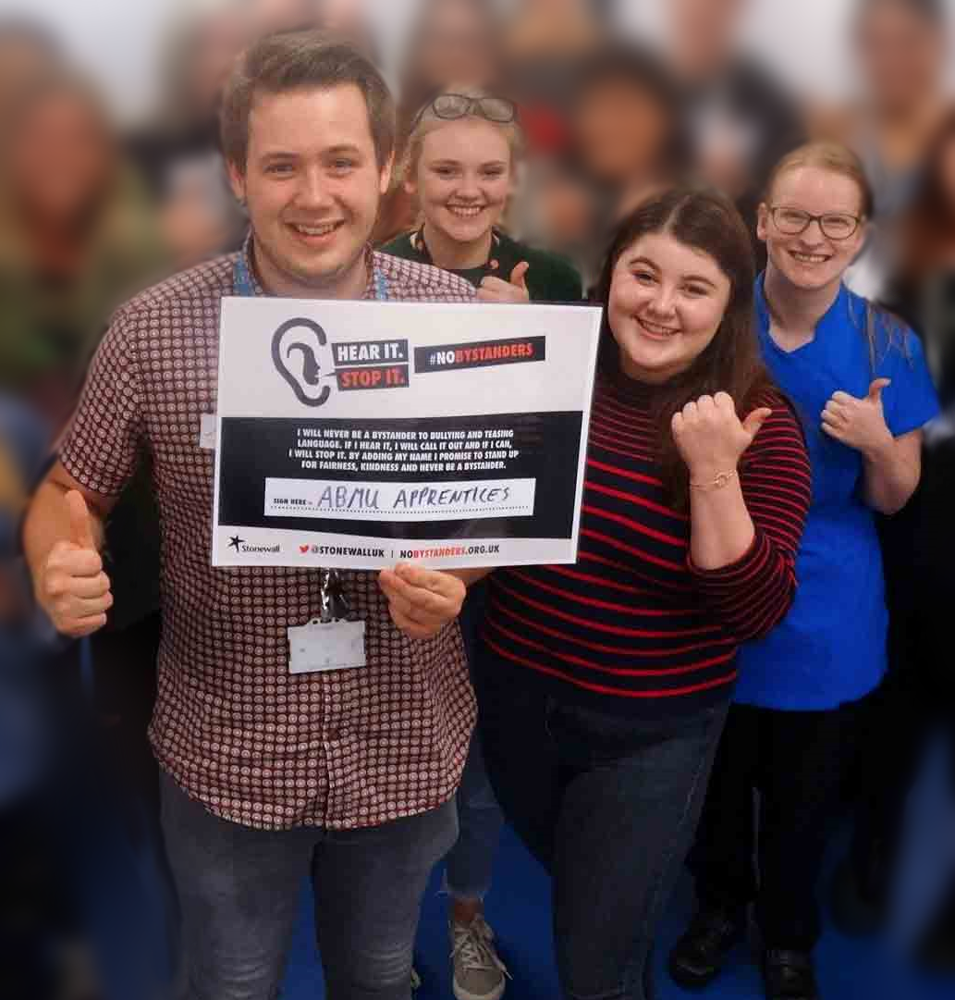 HEAR IT.
STOP IT.
#NOBYSTANDERS
I WILL NEVER BE A BYSTANDER TO BULLYING AND TEASING
LANGUAGE. IF I HEAR IT, I WILL CALL IT OUT AND IF I CAN,
I WILL STOP IT. BY ADDING MY NAME I PROMISE TO STAND UP
FOR FAIRNESS, KINDNESS AND NEVER BE A BYSTANDER.
SIGN HERE - ABMU APPRENTICES
Stonewall @STONEWALLUK | NOBYSTANDERS.ORG.UK